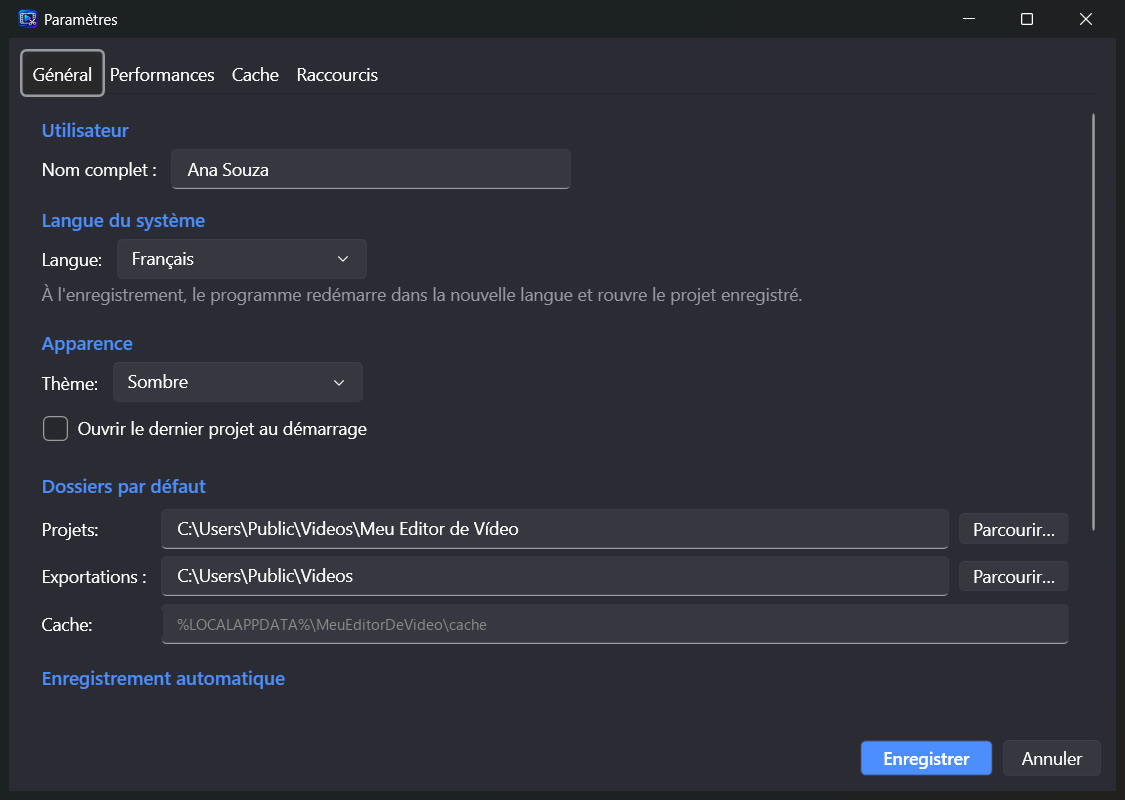 Paramètres
Général Performances Cache Raccourcis
Utilisateur
Nom complet : Ana Souza
Langue du système
Langue: Français
À l'enregistrement, le programme redémarre dans la nouvelle langue et rouvre le projet enregistré.
Apparence
Thème: Sombre
Ouvrir le dernier projet au démarrage
Dossiers par défaut
Projets: C:\Users\Public\Videos\Meu Editor de Vídeo Parcourir...
Exportations : C:\Users\Public\Videos Parcourir...
Cache: %LOCALAPPDATA%\MeuEditorDeVideo\cache
Enregistrement automatique
Enregistrer Annuler